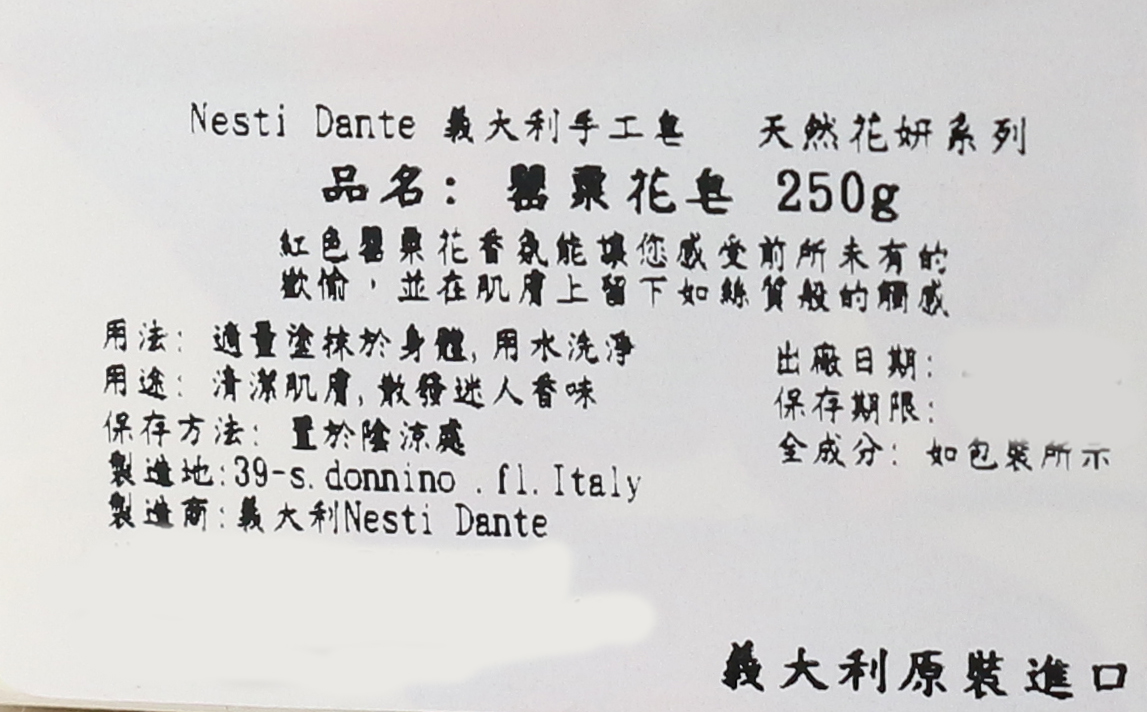 Nesti Dante 義大利手工皂 天然花妍系列
品名: 罌粟花皂 250g
紅色罌粟花香氛能讓您感受前所未有的
歡愉,並在肌膚上留下如絲質般的觸感
用法: 適量塗抹於身體, 用水洗淨
用途: 清潔肌膚, 散發迷人香味
保存方法: 置於陰涼處
製造地:39-s.donnino .fl.Italy
製造商:義大利Nesti Dante
出廠日期:
保存期限:
全成分: 如包裝所示
義大利原裝進口